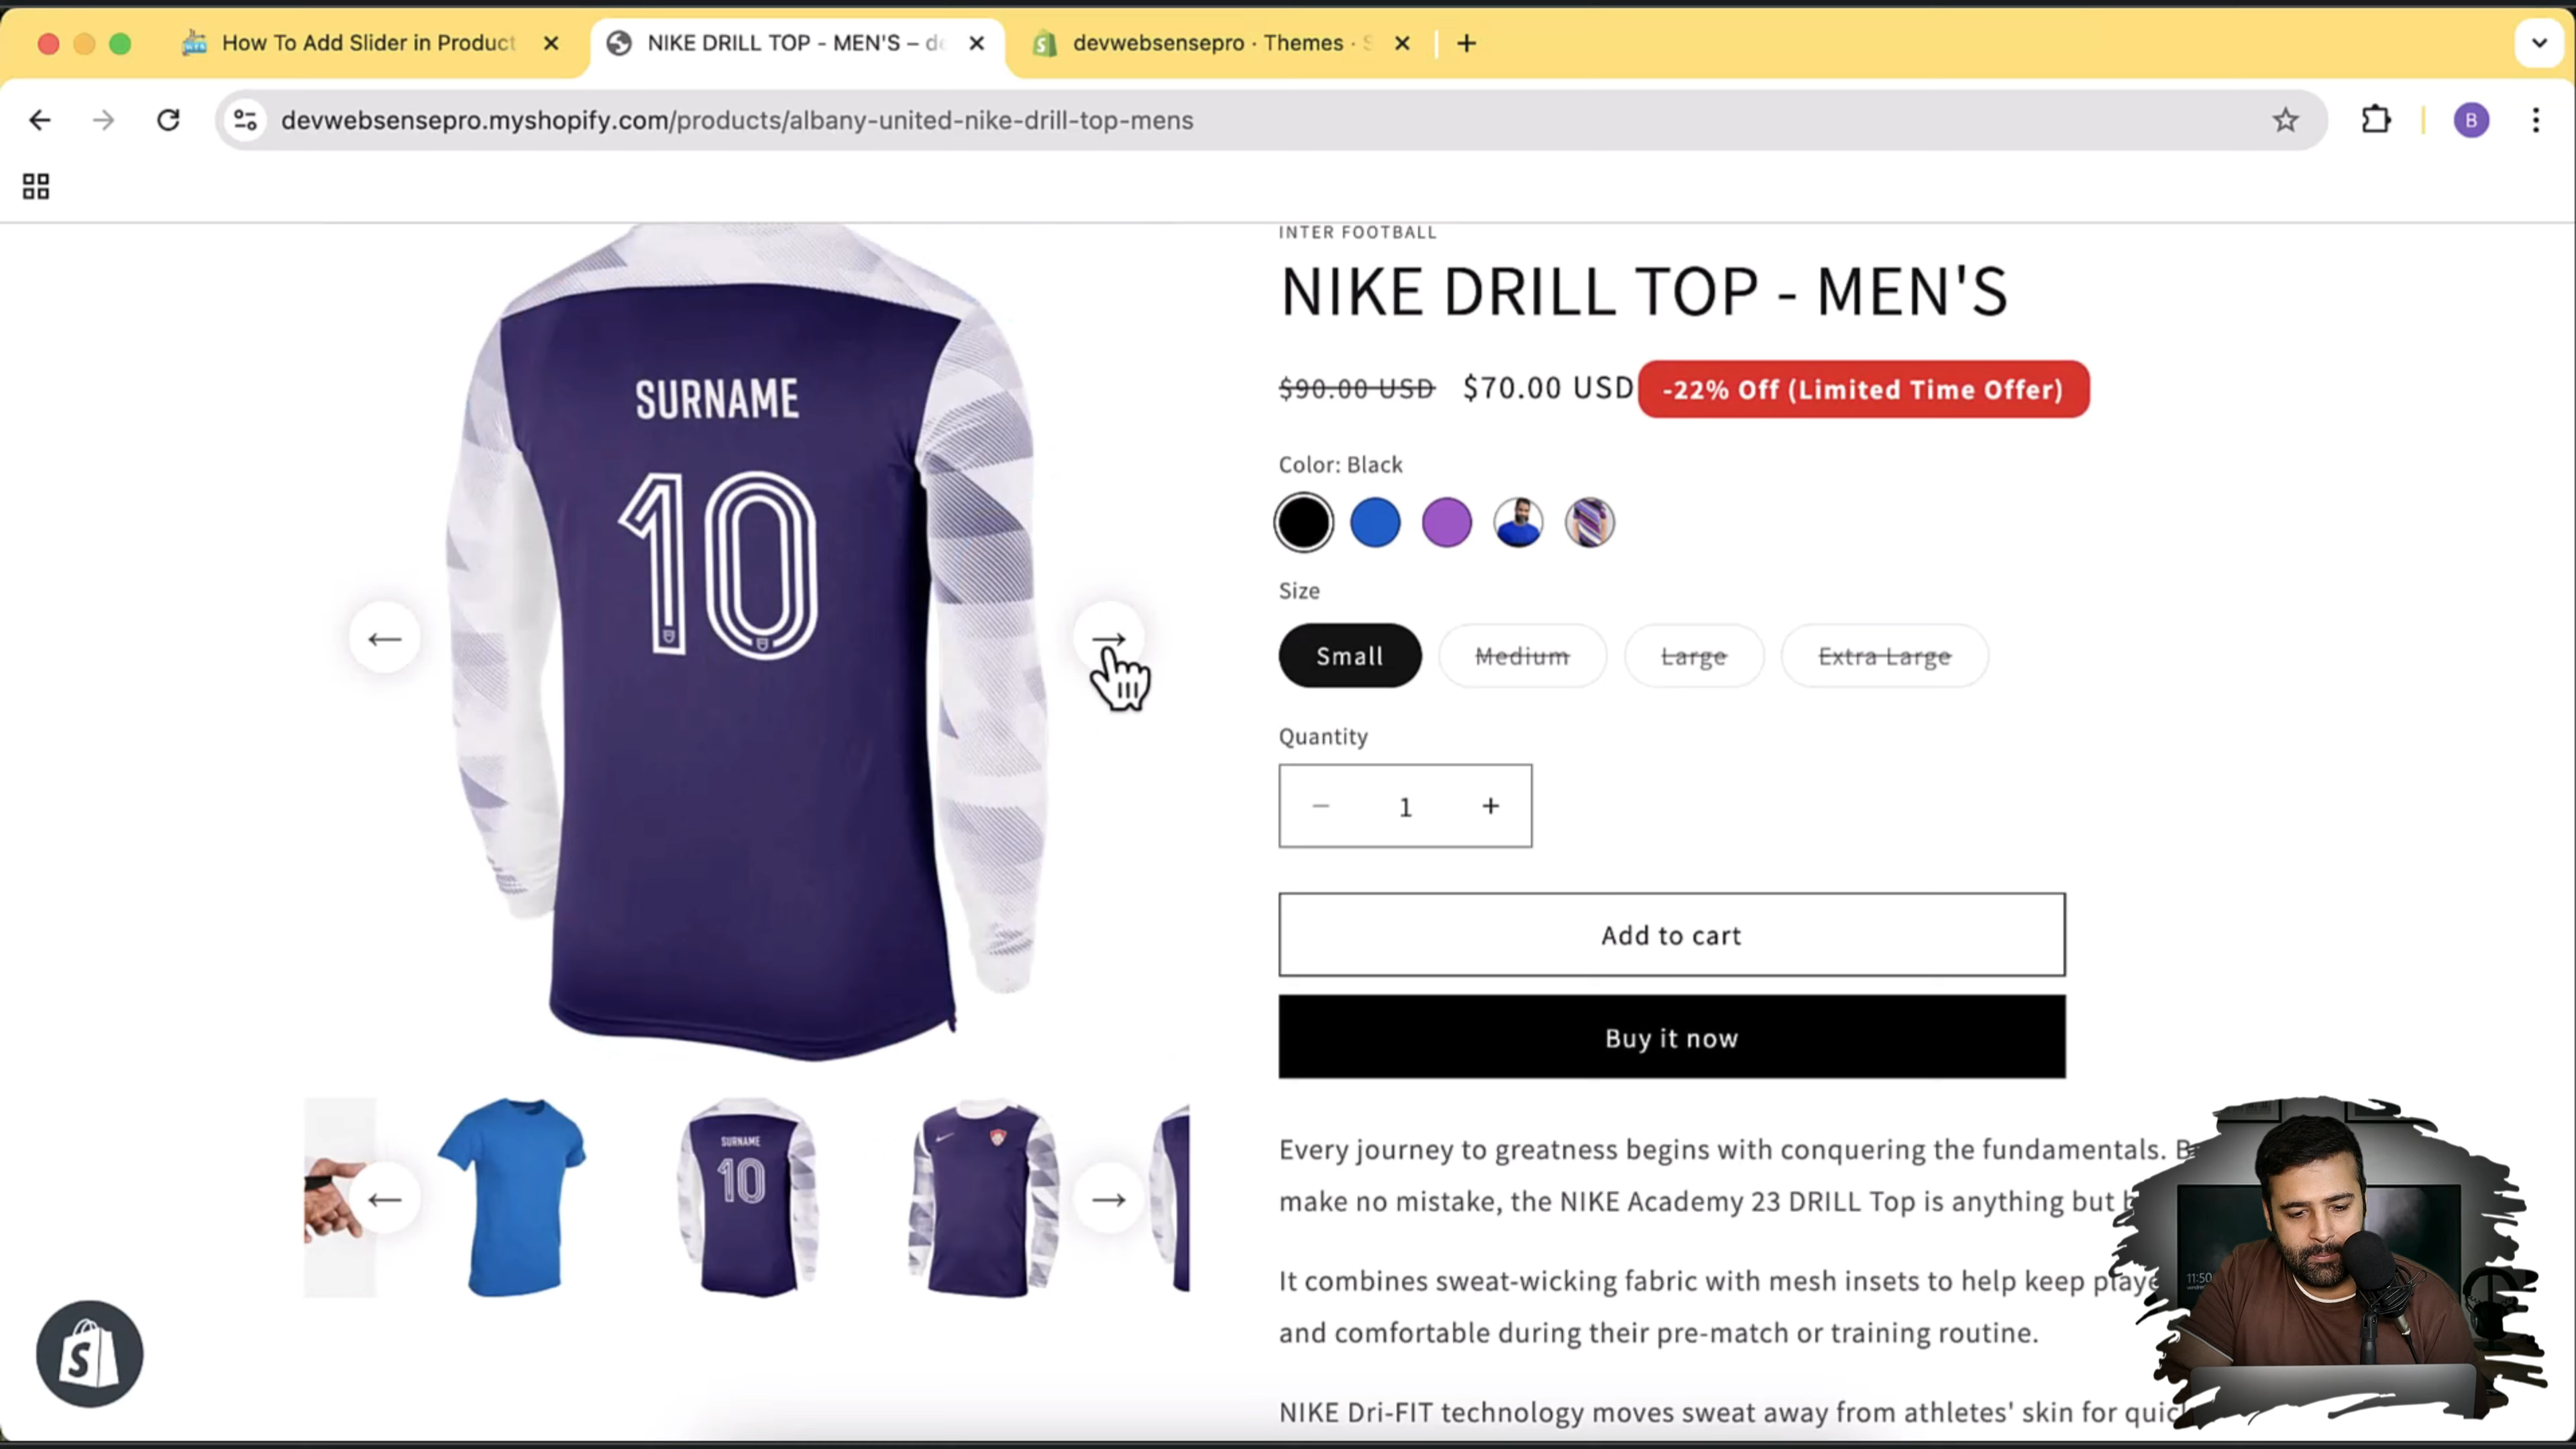 How To Add Slider in Product
NIKE DRILL TOP - MEN'S –
devwebsensepro · Themes ·
devwebsensepro.myshopify.com/products/albany-united-nike-drill-top-mens
B
INTER FOOTBALL
NIKE DRILL TOP - MEN'S
$90.00 USD $70.00 USD -22% Off (Limited Time Offer)
Color: Black
Size
Small Medium Large Extra Large
Quantity
− 1 +
Add to cart
Buy it now
SURNAME
10
SURNAME
10
Every journey to greatness begins with conquering the fundamentals.
make no mistake, the NIKE Academy 23 DRILL Top is anything but
It combines sweat-wicking fabric with mesh insets to help keep
and comfortable during their pre-match or training routine.
NIKE Dri-FIT technology moves sweat away from athletes' skin for
11:50